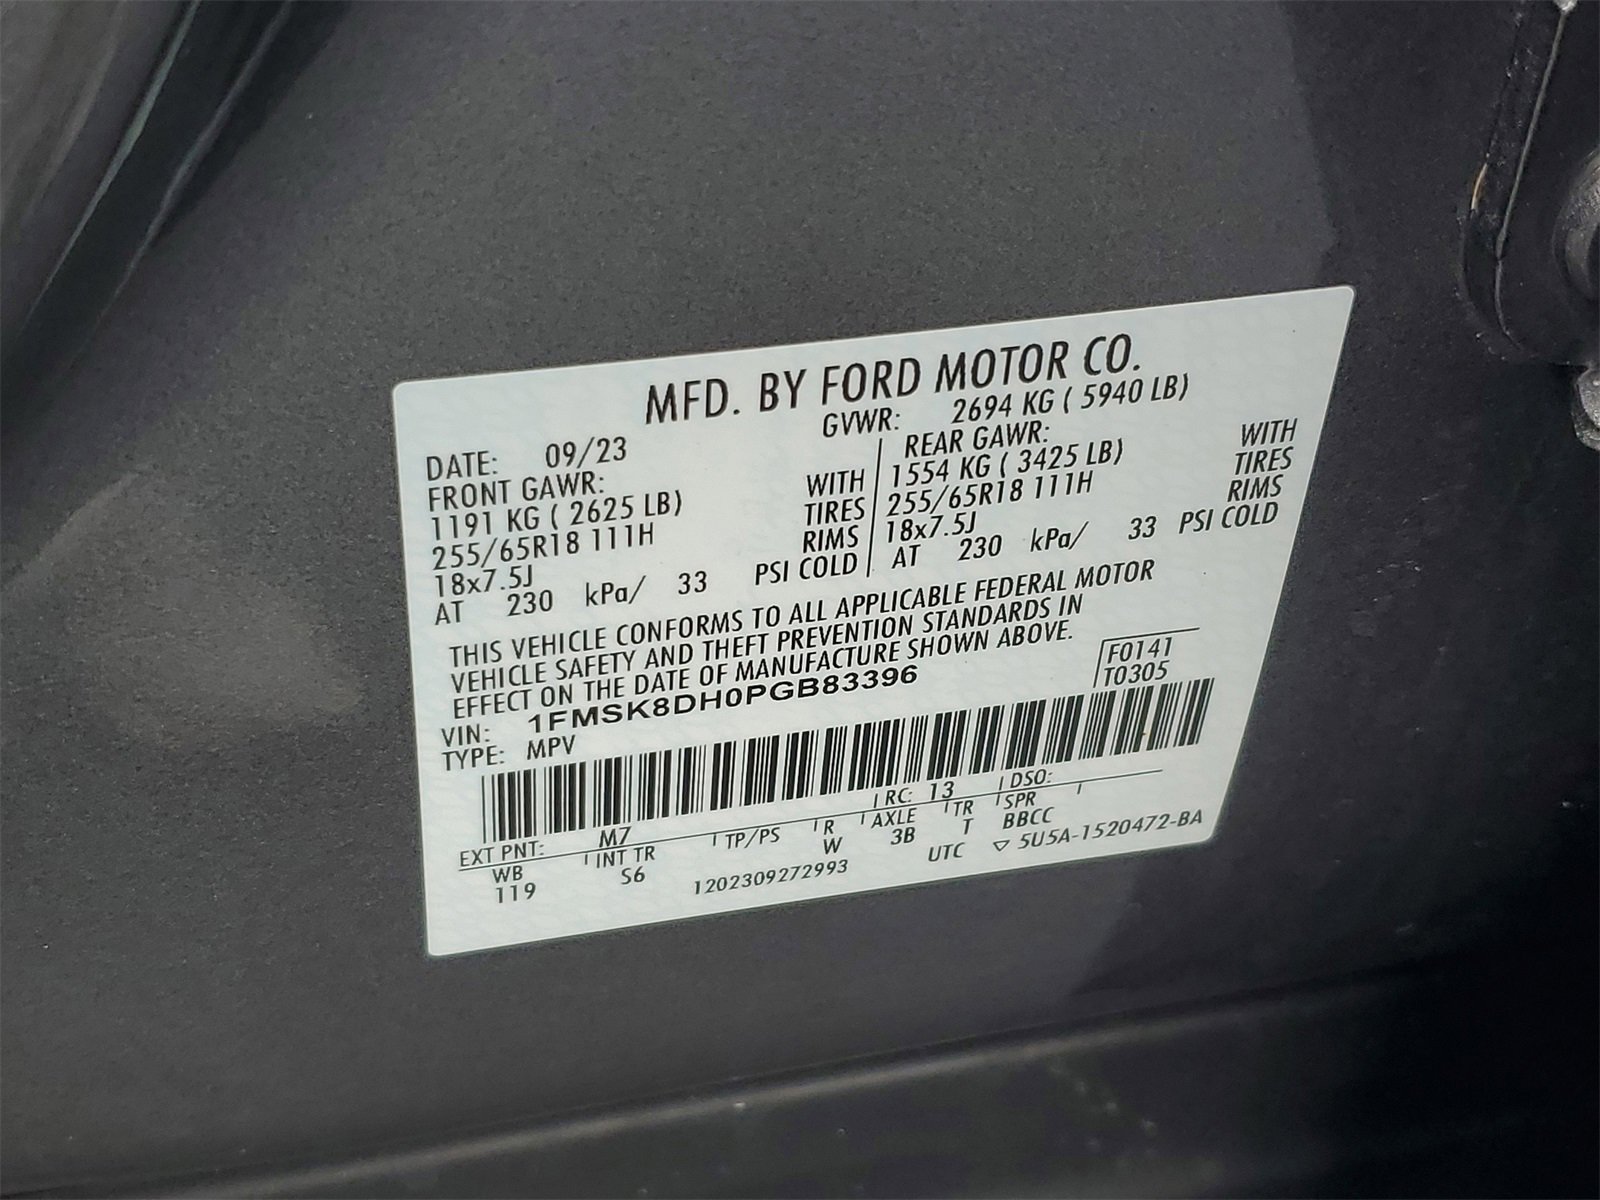 MFD. BY FORD MOTOR CO.
DATE: 09/23 GVWR: 2694 KG ( 5940 LB)
FRONT GAWR: REAR GAWR:
1191 KG ( 2625 LB) WITH 1554 KG ( 3425 LB) WITH
255/65R18 111H TIRES 255/65R18 111H TIRES
18x7.5J RIMS 18x7.5J RIMS
AT 230 kPa/ 33 PSI COLD AT 230 kPa/ 33 PSI COLD
THIS VEHICLE CONFORMS TO ALL APPLICABLE FEDERAL MOTOR
VEHICLE SAFETY AND THEFT PREVENTION STANDARDS IN
EFFECT ON THE DATE OF MANUFACTURE SHOWN ABOVE.
VIN: 1FMSK8DH0PGB83396 F0141
TYPE: MPV T0305
EXT PNT: M7 RC: 13 DSO:
WB INT TR TP/PS R AXLE TR SPR
119 S6 W 3B T BBCC
1202309272993 UTC ▽ 5U5A-1520472-BA